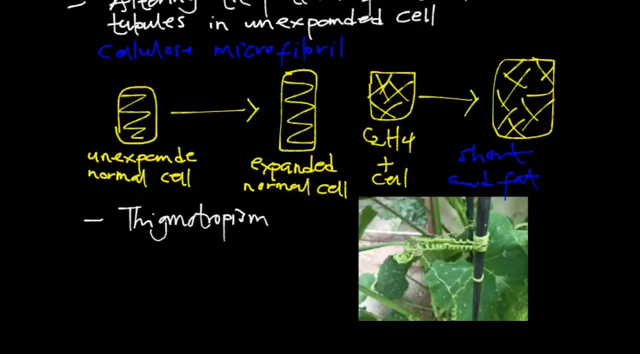 tubules in unexpanded cell
cellulose microfibril
unexpande normal cell
expanded normal cell
C2H4 + cell
short and fat
- Thigmotropism